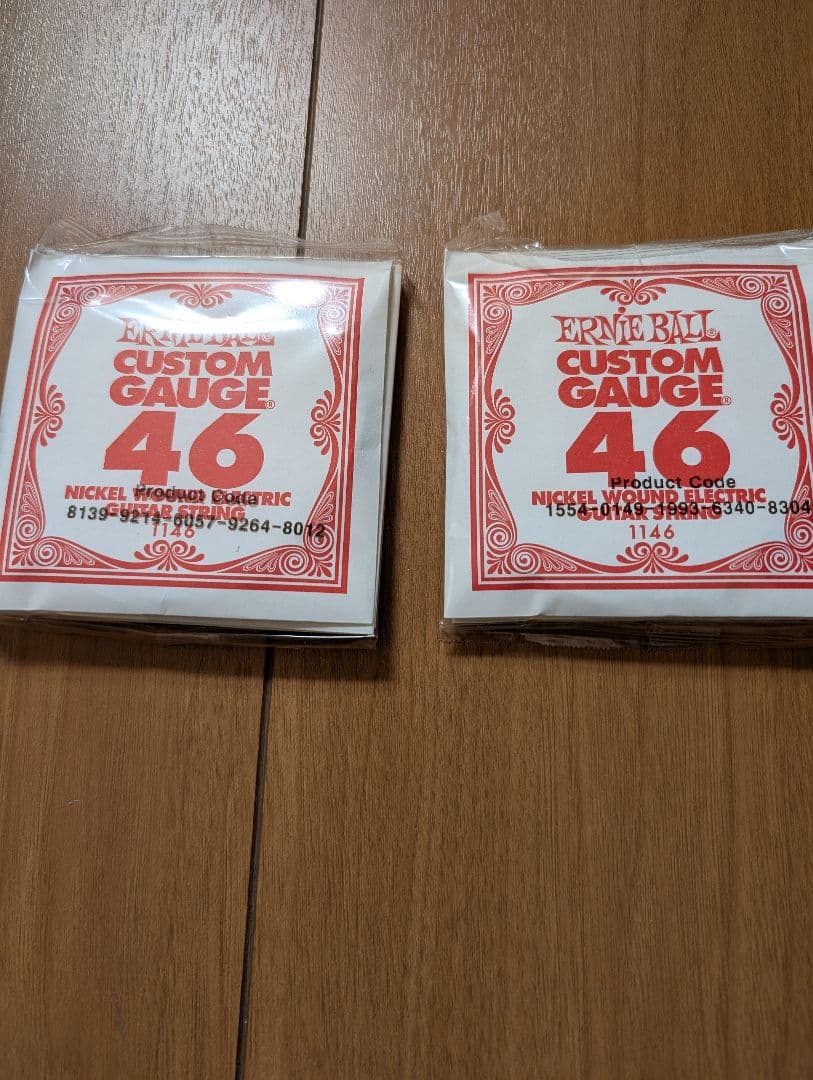 ERNIE BALL®
CUSTOM
GAUGE®
46
Product Code
NICKEL WOUND ELECTRIC
8139-9214-6057-9264-8012
GUITAR STRING
1146
ERNIE BALL®
CUSTOM
GAUGE®
46
Product Code
NICKEL WOUND ELECTRIC
1554-0149-1993-6340-8304
GUITAR STRING
1146